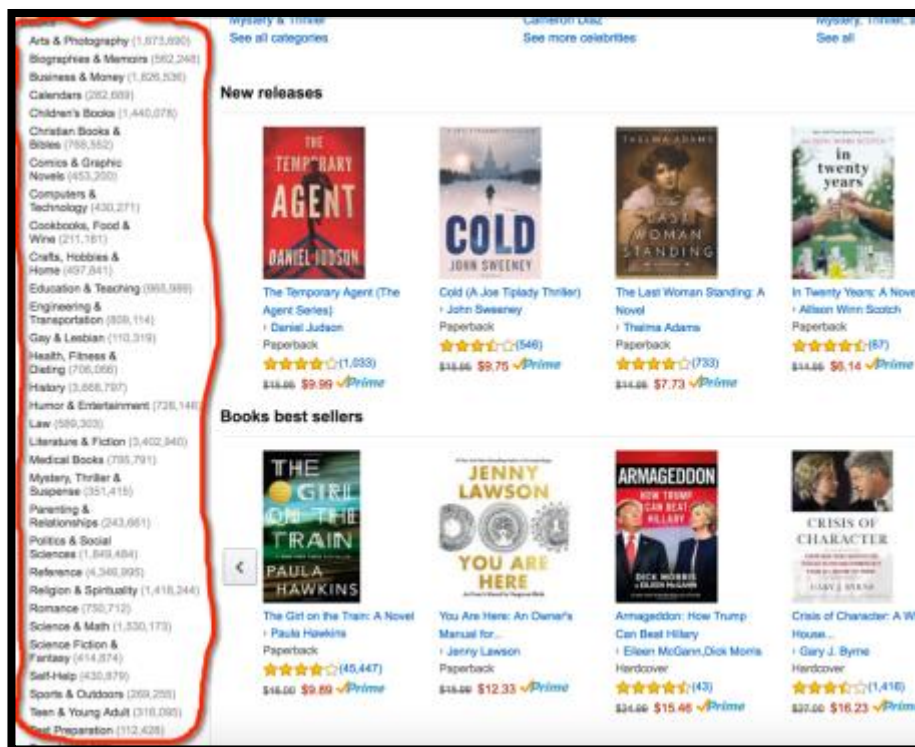 Books
Arts & Photography (1,673,690)
Biographies & Memoirs (562,248)
Business & Money (1,826,536)
Calendars (282,689)
Children's Books (1,440,078)
Christian Books &
Bibles (768,552)
Comics & Graphic
Novels (453,200)
Computers &
Technology (430,271)
Cookbooks, Food &
Wine (211,161)
Crafts, Hobbies &
Home (497,841)
Education & Teaching
Engineering &
Transportation (809,114)
Gay & Lesbian (110,319)
Health, Fitness &
Dieting (706,066)
History (3,668,797)
Humor & Entertainment
Law (589,303)
Literature & Fiction (3,402,940)
Medical Books (795,791)
Mystery, Thriller &
Suspense (351,415)
Parenting &
Relationships (243,661)
Politics & Social
Sciences (1,849,484)
Reference (4,346,995)
Religion & Spirituality (1,418,244)
Romance (750,712)
Science & Math (1,530,173)
Science Fiction &
Fantasy (414,874)
Self-Help (430,879)
Sports & Outdoors (269,255)
Teen & Young Adult (316,095)
Test Preparation (112,428)
Mystery & Thriller
See all categories
Cameron Diaz
See more celebrities
See all
New releases
THE
TEMPORARY
AGENT
DANIEL JUDSON
The Temporary Agent (The
Agent Series)
› Daniel Judson
Paperback
(1,033)
$15.95 $9.99 Prime
COLD
JOHN SWEENEY
Cold (A Joe Tiplady Thriller)
› John Sweeney
Paperback
(546)
$15.95 $9.75 Prime
THELMA ADAMS
LAST
WOMAN
STANDING
The Last Woman Standing: A
Novel
› Thelma Adams
Paperback
(733)
$14.95 $7.73 Prime
in
twenty
years
In Twenty Years: A Nove
› Allison Winn Scotch
Paperback
(67)
$14.95 $6.14 Prime
Books best sellers
THE
GIRL
ON THE
TRAIN
PAULA
HAWKINS
The Girl on the Train: A Novel
› Paula Hawkins
Paperback
(45,447)
$16.00 $9.69 Prime
JENNY
LAWSON
YOU ARE
HERE
You Are Here: An Owner's
Manual for...
› Jenny Lawson
Paperback
$12.33 Prime
ARMAGEDDON
HOW TRUMP
CAN BEAT
HILLARY
DICK MORRIS
& EILEEN McGANN
Armageddon: How Trump
Can Beat Hillary
› Eileen McGann,Dick Morris
Hardcover
(43)
$15.46 Prime
CRISIS OF
CHARACTER
GARY J. BYRNE
Crisis of Character: A W
House...
› Gary J. Byrne
Hardcover
(1,416)
$27.00 $16.23 Prim